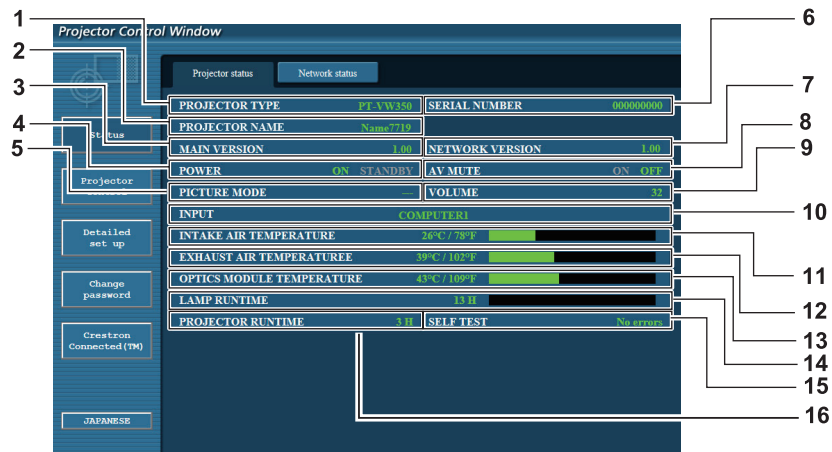 Projector Control Window
Projector status
Network status
PROJECTOR TYPE PT-VW350
SERIAL NUMBER 000000000
PROJECTOR NAME Name7719
MAIN VERSION 1.00
NETWORK VERSION 1.00
POWER ON STANDBY
AV MUTE ON OFF
PICTURE MODE ---
VOLUME 32
INPUT COMPUTER1
INTAKE AIR TEMPERATURE 26°C / 78°F
EXHAUST AIR TEMPERATUREE 39°C / 102°F
OPTICS MODULE TEMPERATURE 43°C / 109°F
LAMP RUNTIME 13 H
PROJECTOR RUNTIME 3 H
SELF TEST No errors
Status
Projector
Detailed
set up
Change
password
Crestron
Connected(TM)
JAPANESE
1
2
3
4
5
6
7
8
9
10
11
12
13
14
15
16